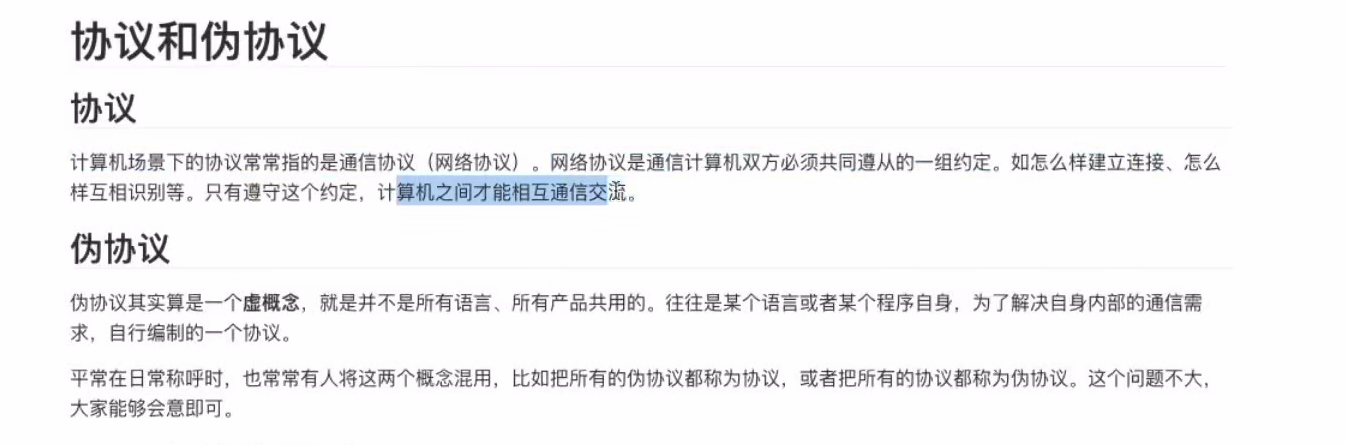 协议和伪协议
协议
计算机场景下的协议常常指的是通信协议（网络协议）。网络协议是通信计算机双方必须共同遵从的一组约定。如怎么样建立连接、怎么
样互相识别等。只有遵守这个约定，计算机之间才能相互通信交流。
伪协议
伪协议其实算是一个虚概念，就是并不是所有语言、所有产品共用的。往往是某个语言或者某个程序自身，为了解决自身内部的通信需
求，自行编制的一个协议。
平常在日常称呼时，也常常有人将这两个概念混用，比如把所有的伪协议都称为协议，或者把所有的协议都称为伪协议。这个问题不大，
大家能够会意即可。